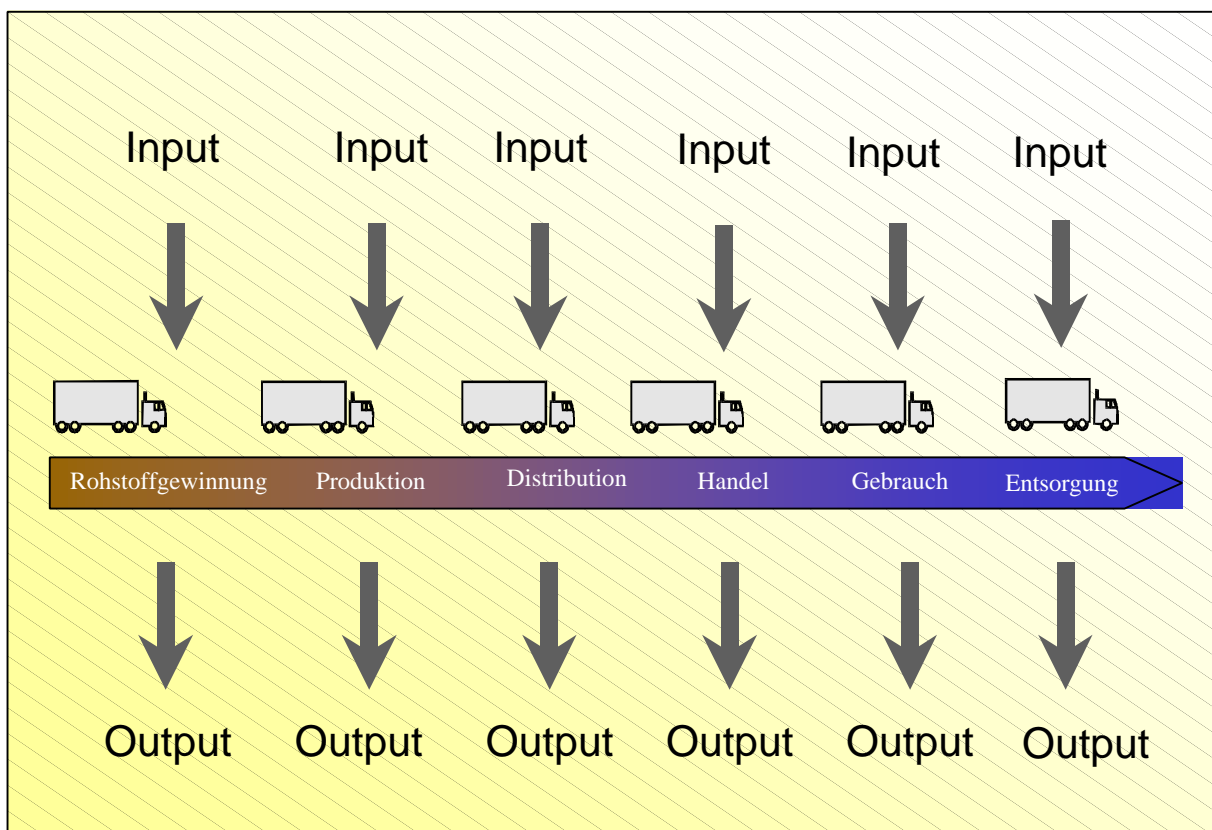 Input Input Input Input Input Input
Rohstoffgewinnung Produktion Distribution Handel Gebrauch Entsorgung
Output Output Output Output Output Output